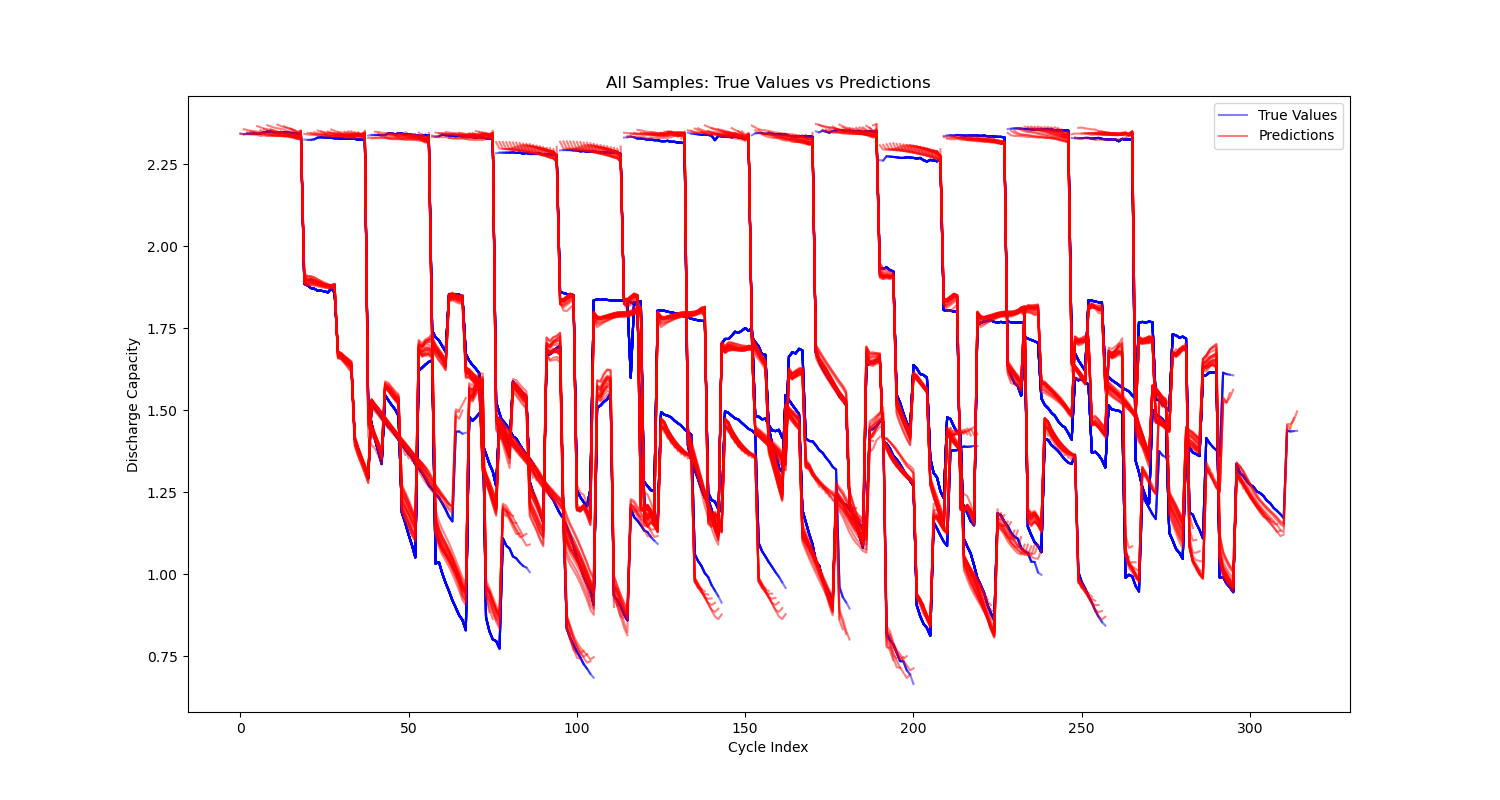 All Samples: True Values vs Predictions
True Values
Predictions
Discharge Capacity
2.25
2.00
1.75
1.50
1.25
1.00
0.75
0
50
100
150
200
250
300
Cycle Index